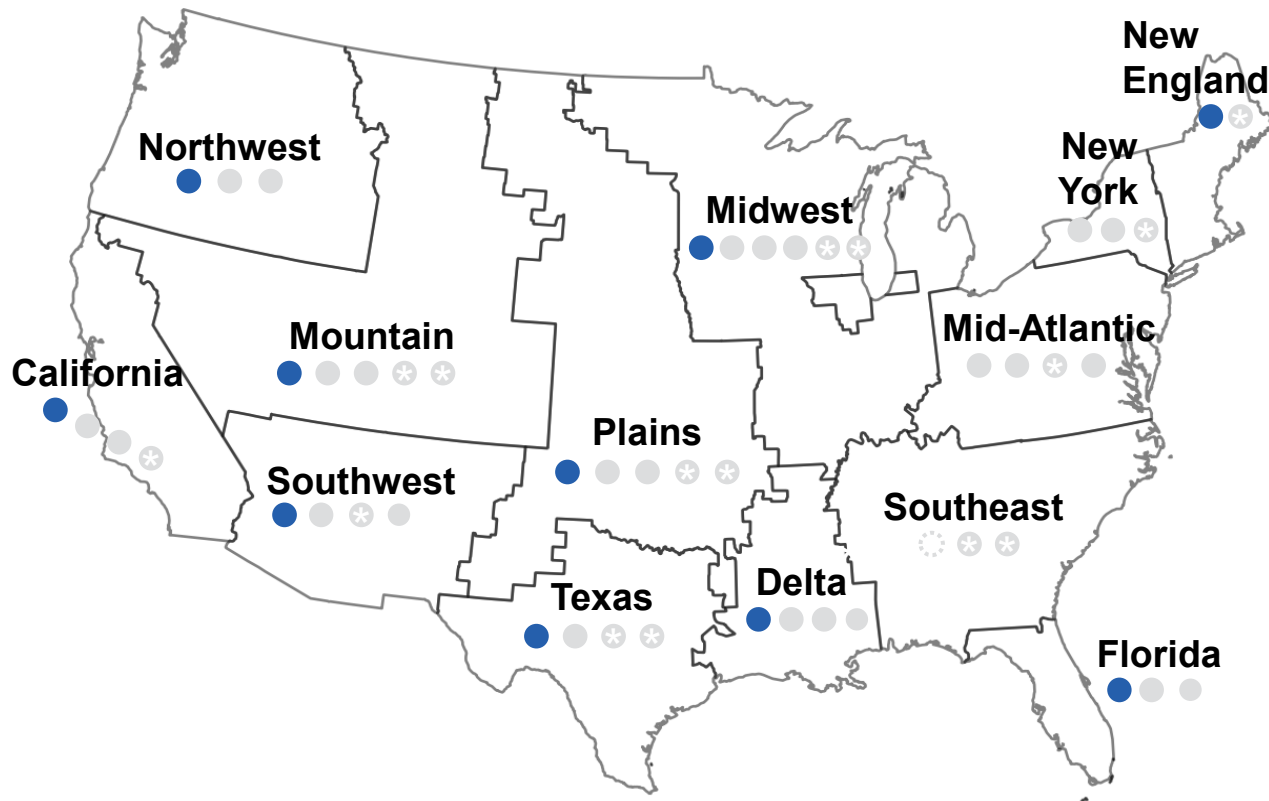 New
England
Northwest
New
York
Midwest
Mountain
Mid-Atlantic
California
Plains
Southwest
Southeast
Delta
Texas
Florida